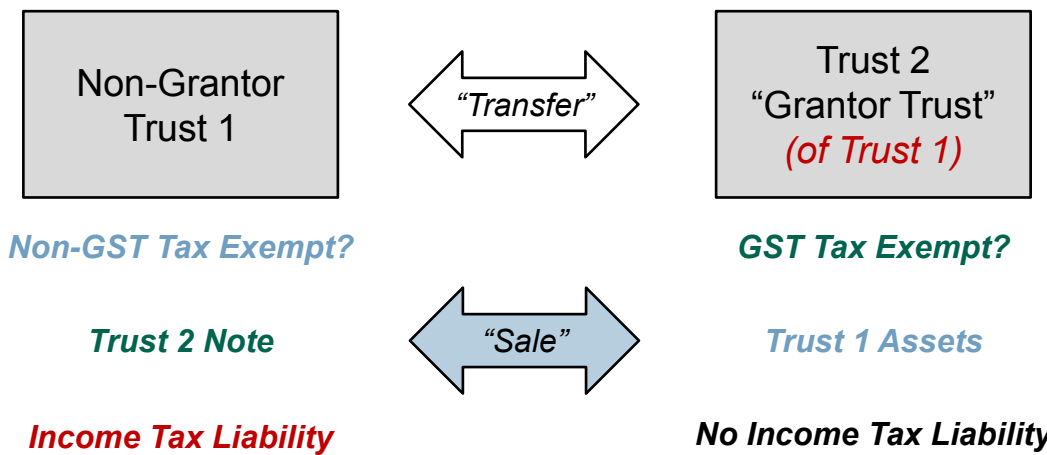 Non-Grantor
Trust 1
“Transfer”
Trust 2
“Grantor Trust”
(of Trust 1)
Non-GST Tax Exempt?
GST Tax Exempt?
Trust 2 Note
“Sale”
Trust 1 Assets
Income Tax Liability
No Income Tax Liability